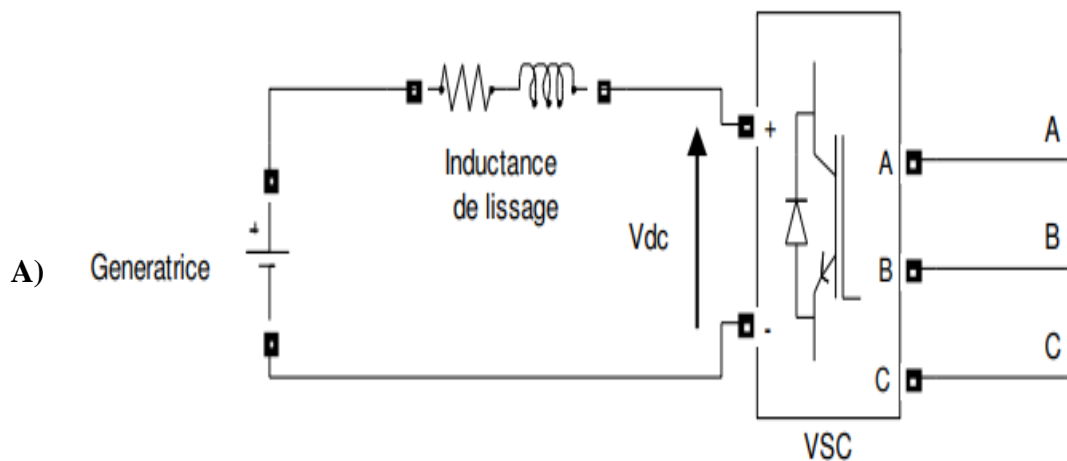 A)
Generatrice
+
Inductance
de lissage
Vdc
+
-
A
B
C
VSC
A
B
C